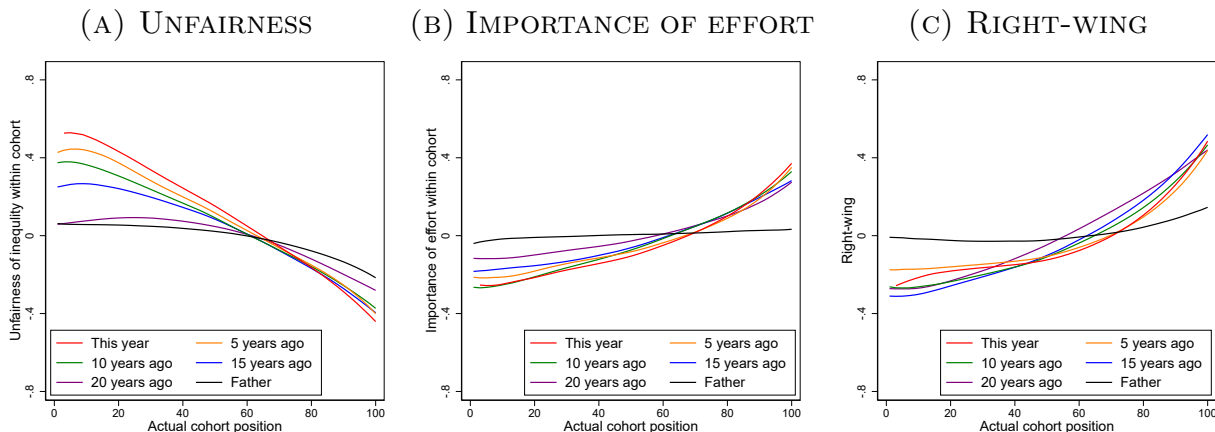 (A) UNFAIRNESS
Unfairness of inequlity within cohort
.8
.4
0
-.4
-.8
This year
5 years ago
10 years ago
15 years ago
20 years ago
Father
0 20 40 60 80 100
Actual cohort position
(B) IMPORTANCE OF EFFORT
Importance of effort within cohort
.8
.4
0
-.4
-.8
This year
5 years ago
10 years ago
15 years ago
20 years ago
Father
0 20 40 60 80 100
Actual cohort position
(C) RIGHT-WING
Right-wing
.8
.4
0
-.4
-.8
This year
5 years ago
10 years ago
15 years ago
20 years ago
Father
0 20 40 60 80 100
Actual cohort position